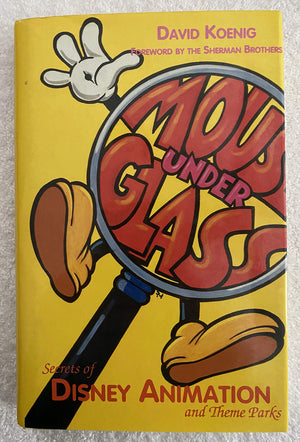 DAVID KOENIG
FOREWORD BY THE SHERMAN BROTHERS
MOUSE
UNDER
GLASS
Secrets of
DISNEY ANIMATION
and Theme Parks